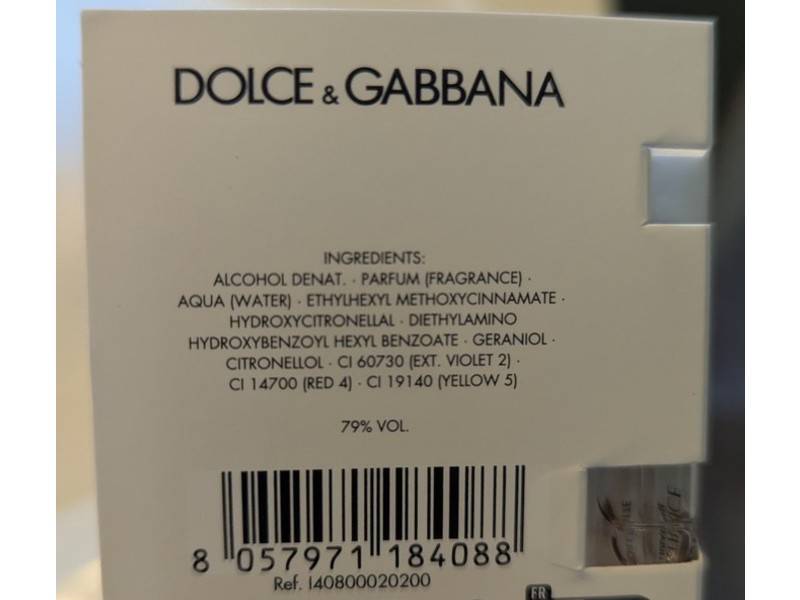 DOLCE & GABBANA
INGREDIENTS:
ALCOHOL DENAT. · PARFUM (FRAGRANCE) ·
AQUA (WATER) · ETHYLHEXYL METHOXYCINNAMATE ·
HYDROXYCITRONELLAL · DIETHYLAMINO
HYDROXYBENZOYL HEXYL BENZOATE · GERANIOL ·
CITRONELLOL · CI 60730 (EXT. VIOLET 2) ·
CI 14700 (RED 4) · CI 19140 (YELLOW 5)
79% VOL.
8 057971 184088
Ref. I40800020200
FR